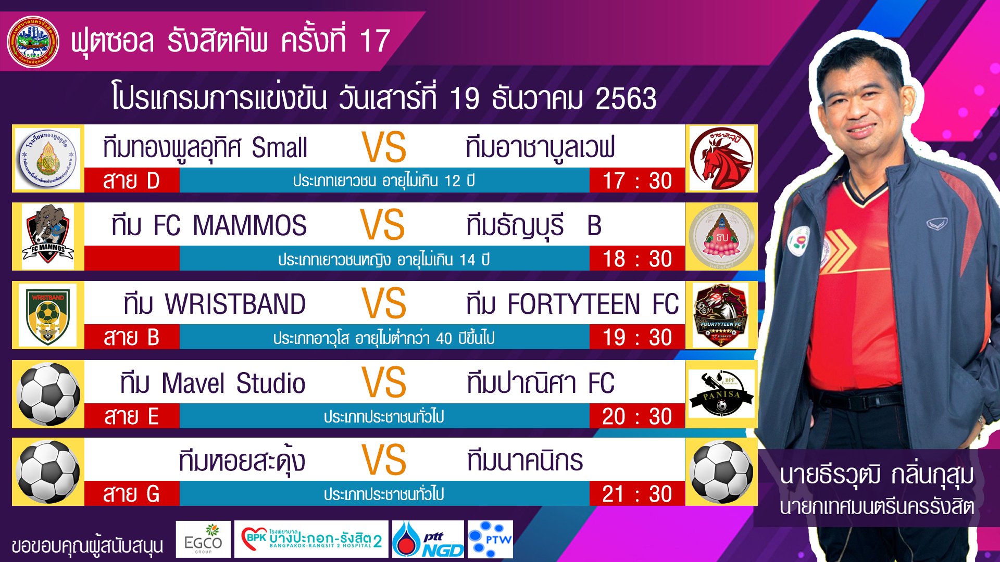 ฟุตซอล รังสิตคัพ ครั้งที่ 17
โปรแกรมการแข่งขัน วันเสาร์ที่ 19 ธันวาคม 2563
ทีมทองพูลอุทิศ Small VS ทีมอาชาบูลเวฟ
อาชาศิลป์
สาย D ประเภทเยาวชน อายุไม่เกิน 12 ปี 17 : 30
ทีม FC MAMMOS VS ทีมธัญบุรี B
FC MAMMOS
ธบ
ประเภทเยาวชนหญิง อายุไม่เกิน 14 ปี 18 : 30
ทีม WRISTBAND VS ทีม FORTYTEEN FC
WRISTBAND
FOURTYTEEN FC
สาย B ประเภทอาวุโส อายุไม่ต่ำกว่า 40 ปีขึ้นไป 19 : 30
ทีม Mavel Studio VS ทีมปาณิศา FC
BPF
ENGINEERING
PANISA
สาย E ประเภทประชาชนทั่วไป 20 : 30
ทีมหอยสะดุ้ง VS ทีมนาคนิกร
สาย G ประเภทประชาชนทั่วไป 21 : 30
นายธีรวุฒิ กลิ่นกุสุม
นายกเทศมนตรีนครรังสิต
ขอขอบคุณผู้สนับสนุน
EGCO
GROUP
BPK
โรงพยาบาล
บางปะกอก-รังสิต 2
BANGPAKOK-RANGSIT 2 HOSPITAL
ptt
NGD
PTW